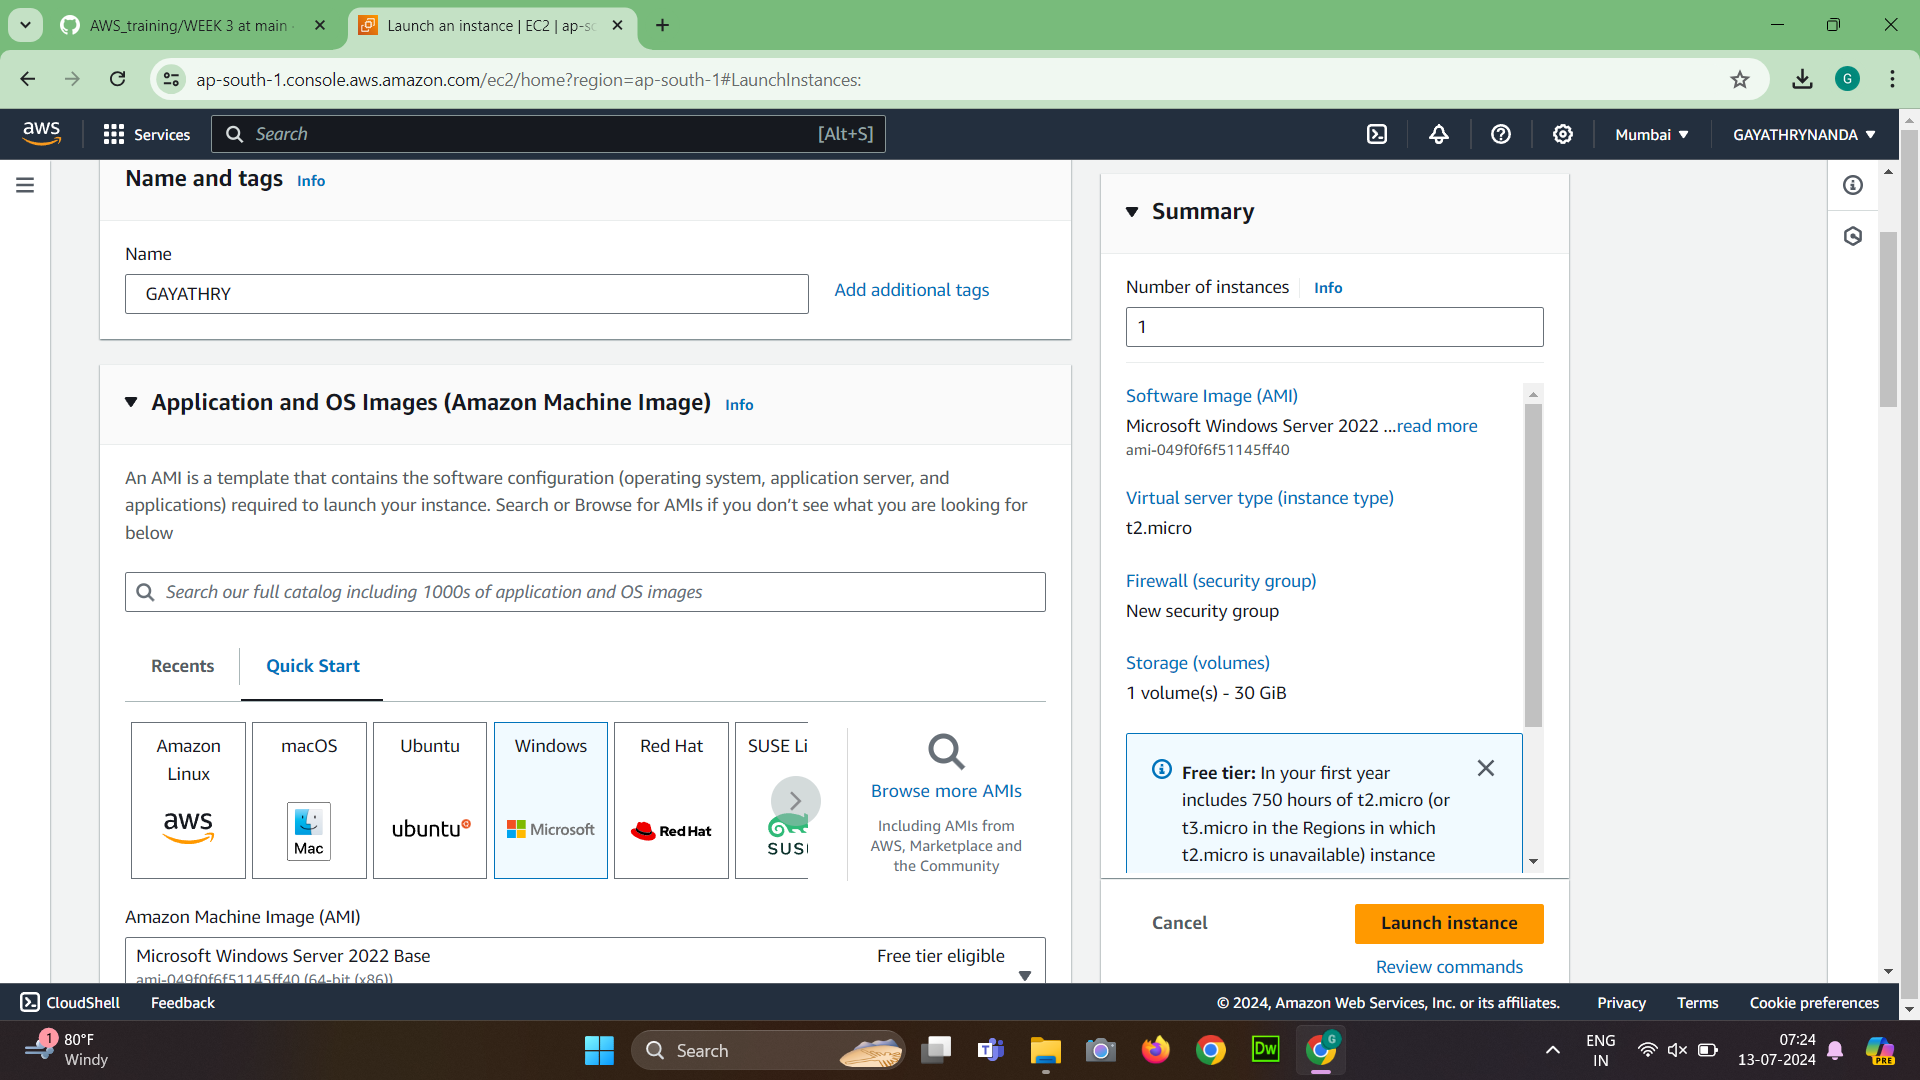 AWS_training/WEEK 3 at main
Launch an instance | EC2 | ap-so
ap-south-1.console.aws.amazon.com/ec2/home?region=ap-south-1#LaunchInstances:
G
aws
Services
Search
[Alt+S]
Mumbai
GAYATHRYNANDA
Name and tags Info
Name
GAYATHRY
Add additional tags
Application and OS Images (Amazon Machine Image) Info
An AMI is a template that contains the software configuration (operating system, application server, and
applications) required to launch your instance. Search or Browse for AMIs if you don’t see what you are looking for
below
Search our full catalog including 1000s of application and OS images
Recents
Quick Start
Amazon
Linux
aws
macOS
Mac
Ubuntu
ubuntu
Windows
Microsoft
Red Hat
Red Hat
SUSE Li
SUS
Browse more AMIs
Including AMIs from
AWS, Marketplace and
the Community
Amazon Machine Image (AMI)
Microsoft Windows Server 2022 Base
Free tier eligible
ami-049f0f6f51145ff40 (64-bit (x86))
Summary
Number of instances Info
1
Software Image (AMI)
Microsoft Windows Server 2022 ...read more
ami-049f0f6f51145ff40
Virtual server type (instance type)
t2.micro
Firewall (security group)
New security group
Storage (volumes)
1 volume(s) - 30 GiB
Free tier: In your first year
includes 750 hours of t2.micro (or
t3.micro in the Regions in which
t2.micro is unavailable) instance
Cancel
Launch instance
Review commands
CloudShell
Feedback
© 2024, Amazon Web Services, Inc. or its affiliates.
Privacy
Terms
Cookie preferences
1
80°F
Windy
Search
Dw
G
ENG
IN
07:24
13-07-2024
PRE